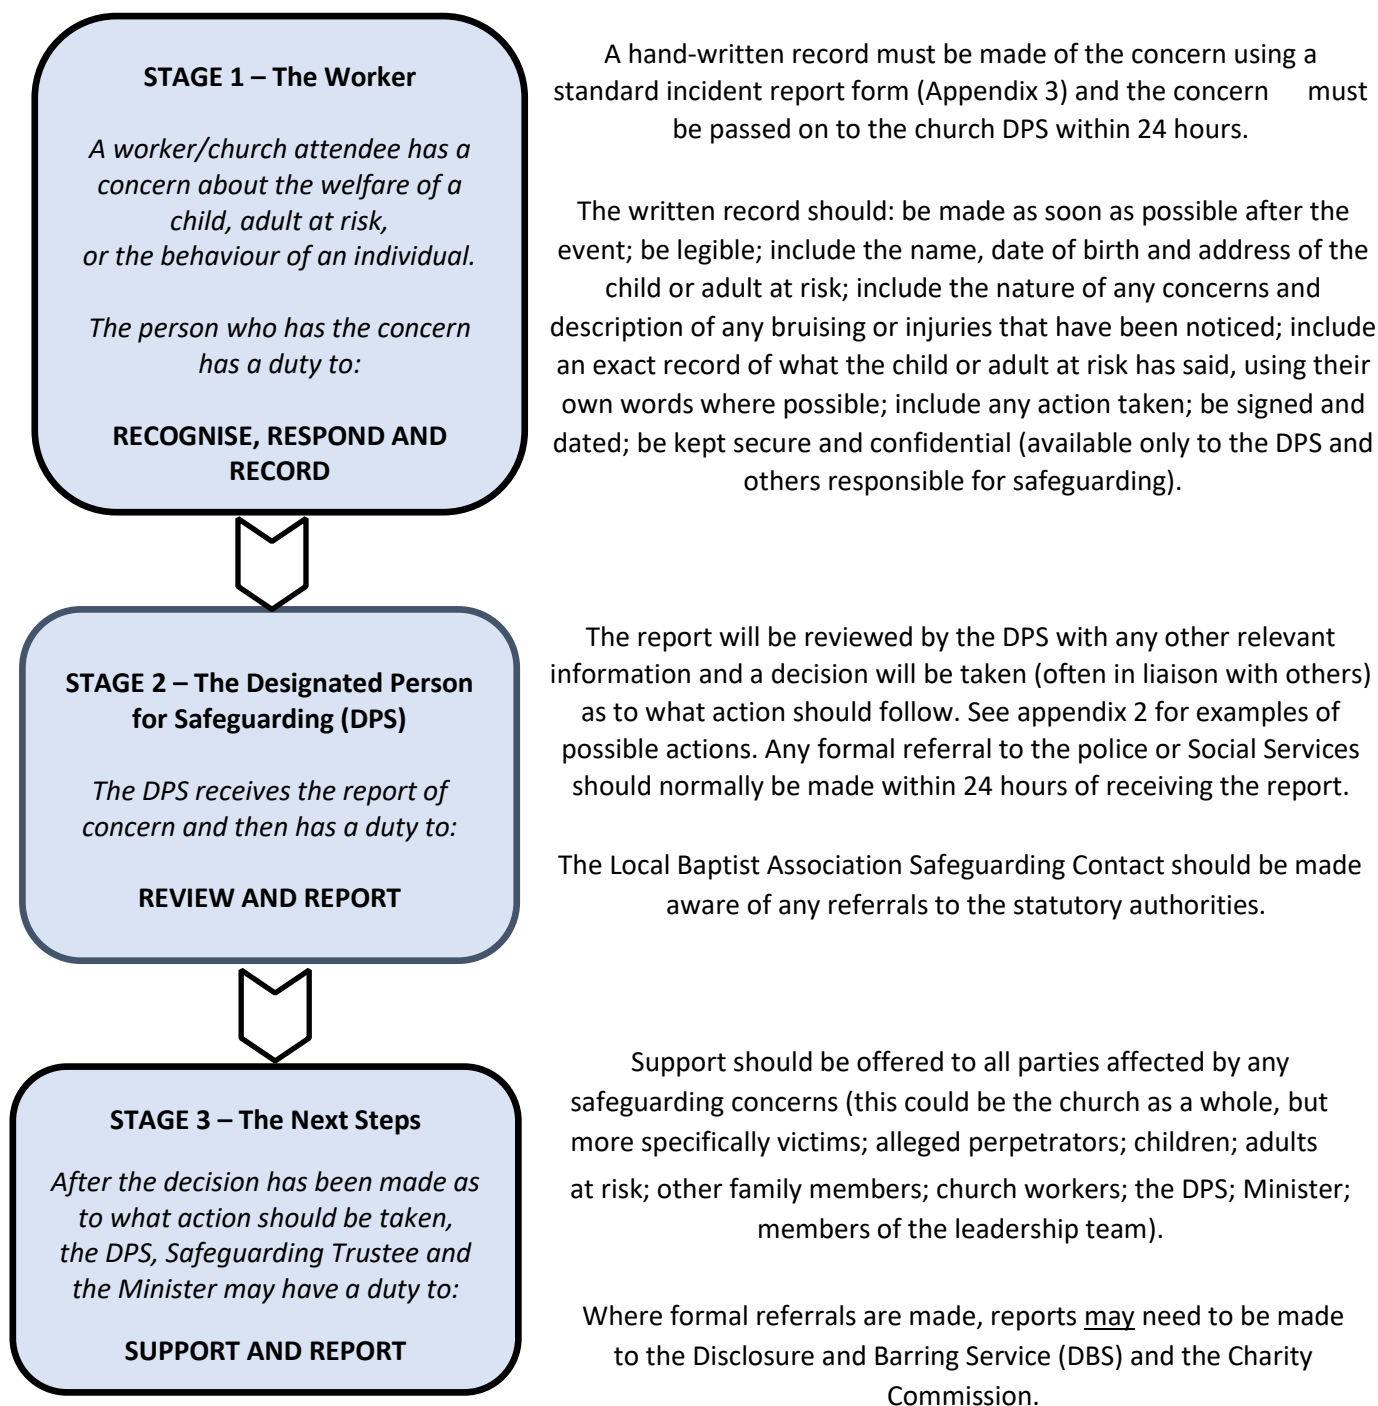 STAGE 1 – The Worker
A worker/church attendee has a
concern about the welfare of a
child, adult at risk,
or the behaviour of an individual.
The person who has the concern
has a duty to:
RECOGNISE, RESPOND AND
RECORD
A hand-written record must be made of the concern using a
standard incident report form (Appendix 3) and the concern must
be passed on to the church DPS within 24 hours.
The written record should: be made as soon as possible after the
event; be legible; include the name, date of birth and address of the
child or adult at risk; include the nature of any concerns and
description of any bruising or injuries that have been noticed; include
an exact record of what the child or adult at risk has said, using their
own words where possible; include any action taken; be signed and
dated; be kept secure and confidential (available only to the DPS and
others responsible for safeguarding).
STAGE 2 – The Designated Person
for Safeguarding (DPS)
The DPS receives the report of
concern and then has a duty to:
REVIEW AND REPORT
The report will be reviewed by the DPS with any other relevant
information and a decision will be taken (often in liaison with others)
as to what action should follow. See appendix 2 for examples of
possible actions. Any formal referral to the police or Social Services
should normally be made within 24 hours of receiving the report.
The Local Baptist Association Safeguarding Contact should be made
aware of any referrals to the statutory authorities.
STAGE 3 – The Next Steps
After the decision has been made as
to what action should be taken,
the DPS, Safeguarding Trustee and
the Minister may have a duty to:
SUPPORT AND REPORT
Support should be offered to all parties affected by any
safeguarding concerns (this could be the church as a whole, but
more specifically victims; alleged perpetrators; children; adults
at risk; other family members; church workers; the DPS; Minister;
members of the leadership team).
Where formal referrals are made, reports may need to be made
to the Disclosure and Barring Service (DBS) and the Charity
Commission.